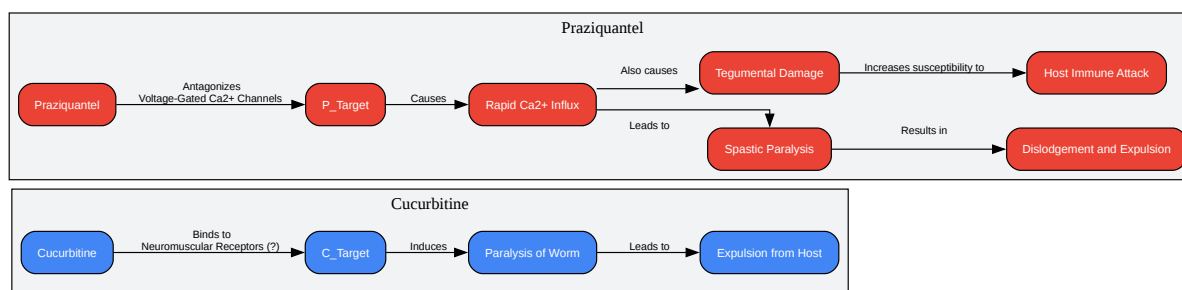 Praziquantel
Praziquantel
Antagonizes
Voltage-Gated Ca2+ Channels
P_Target
Causes
Rapid Ca2+ Influx
Also causes
Tegumental Damage
Increases susceptibility to
Host Immune Attack
Leads to
Spastic Paralysis
Results in
Dislodgement and Expulsion
Cucurbitine
Cucurbitine
Binds to
Neuromuscular Receptors (?)
C_Target
Induces
Paralysis of Worm
Leads to
Expulsion from Host